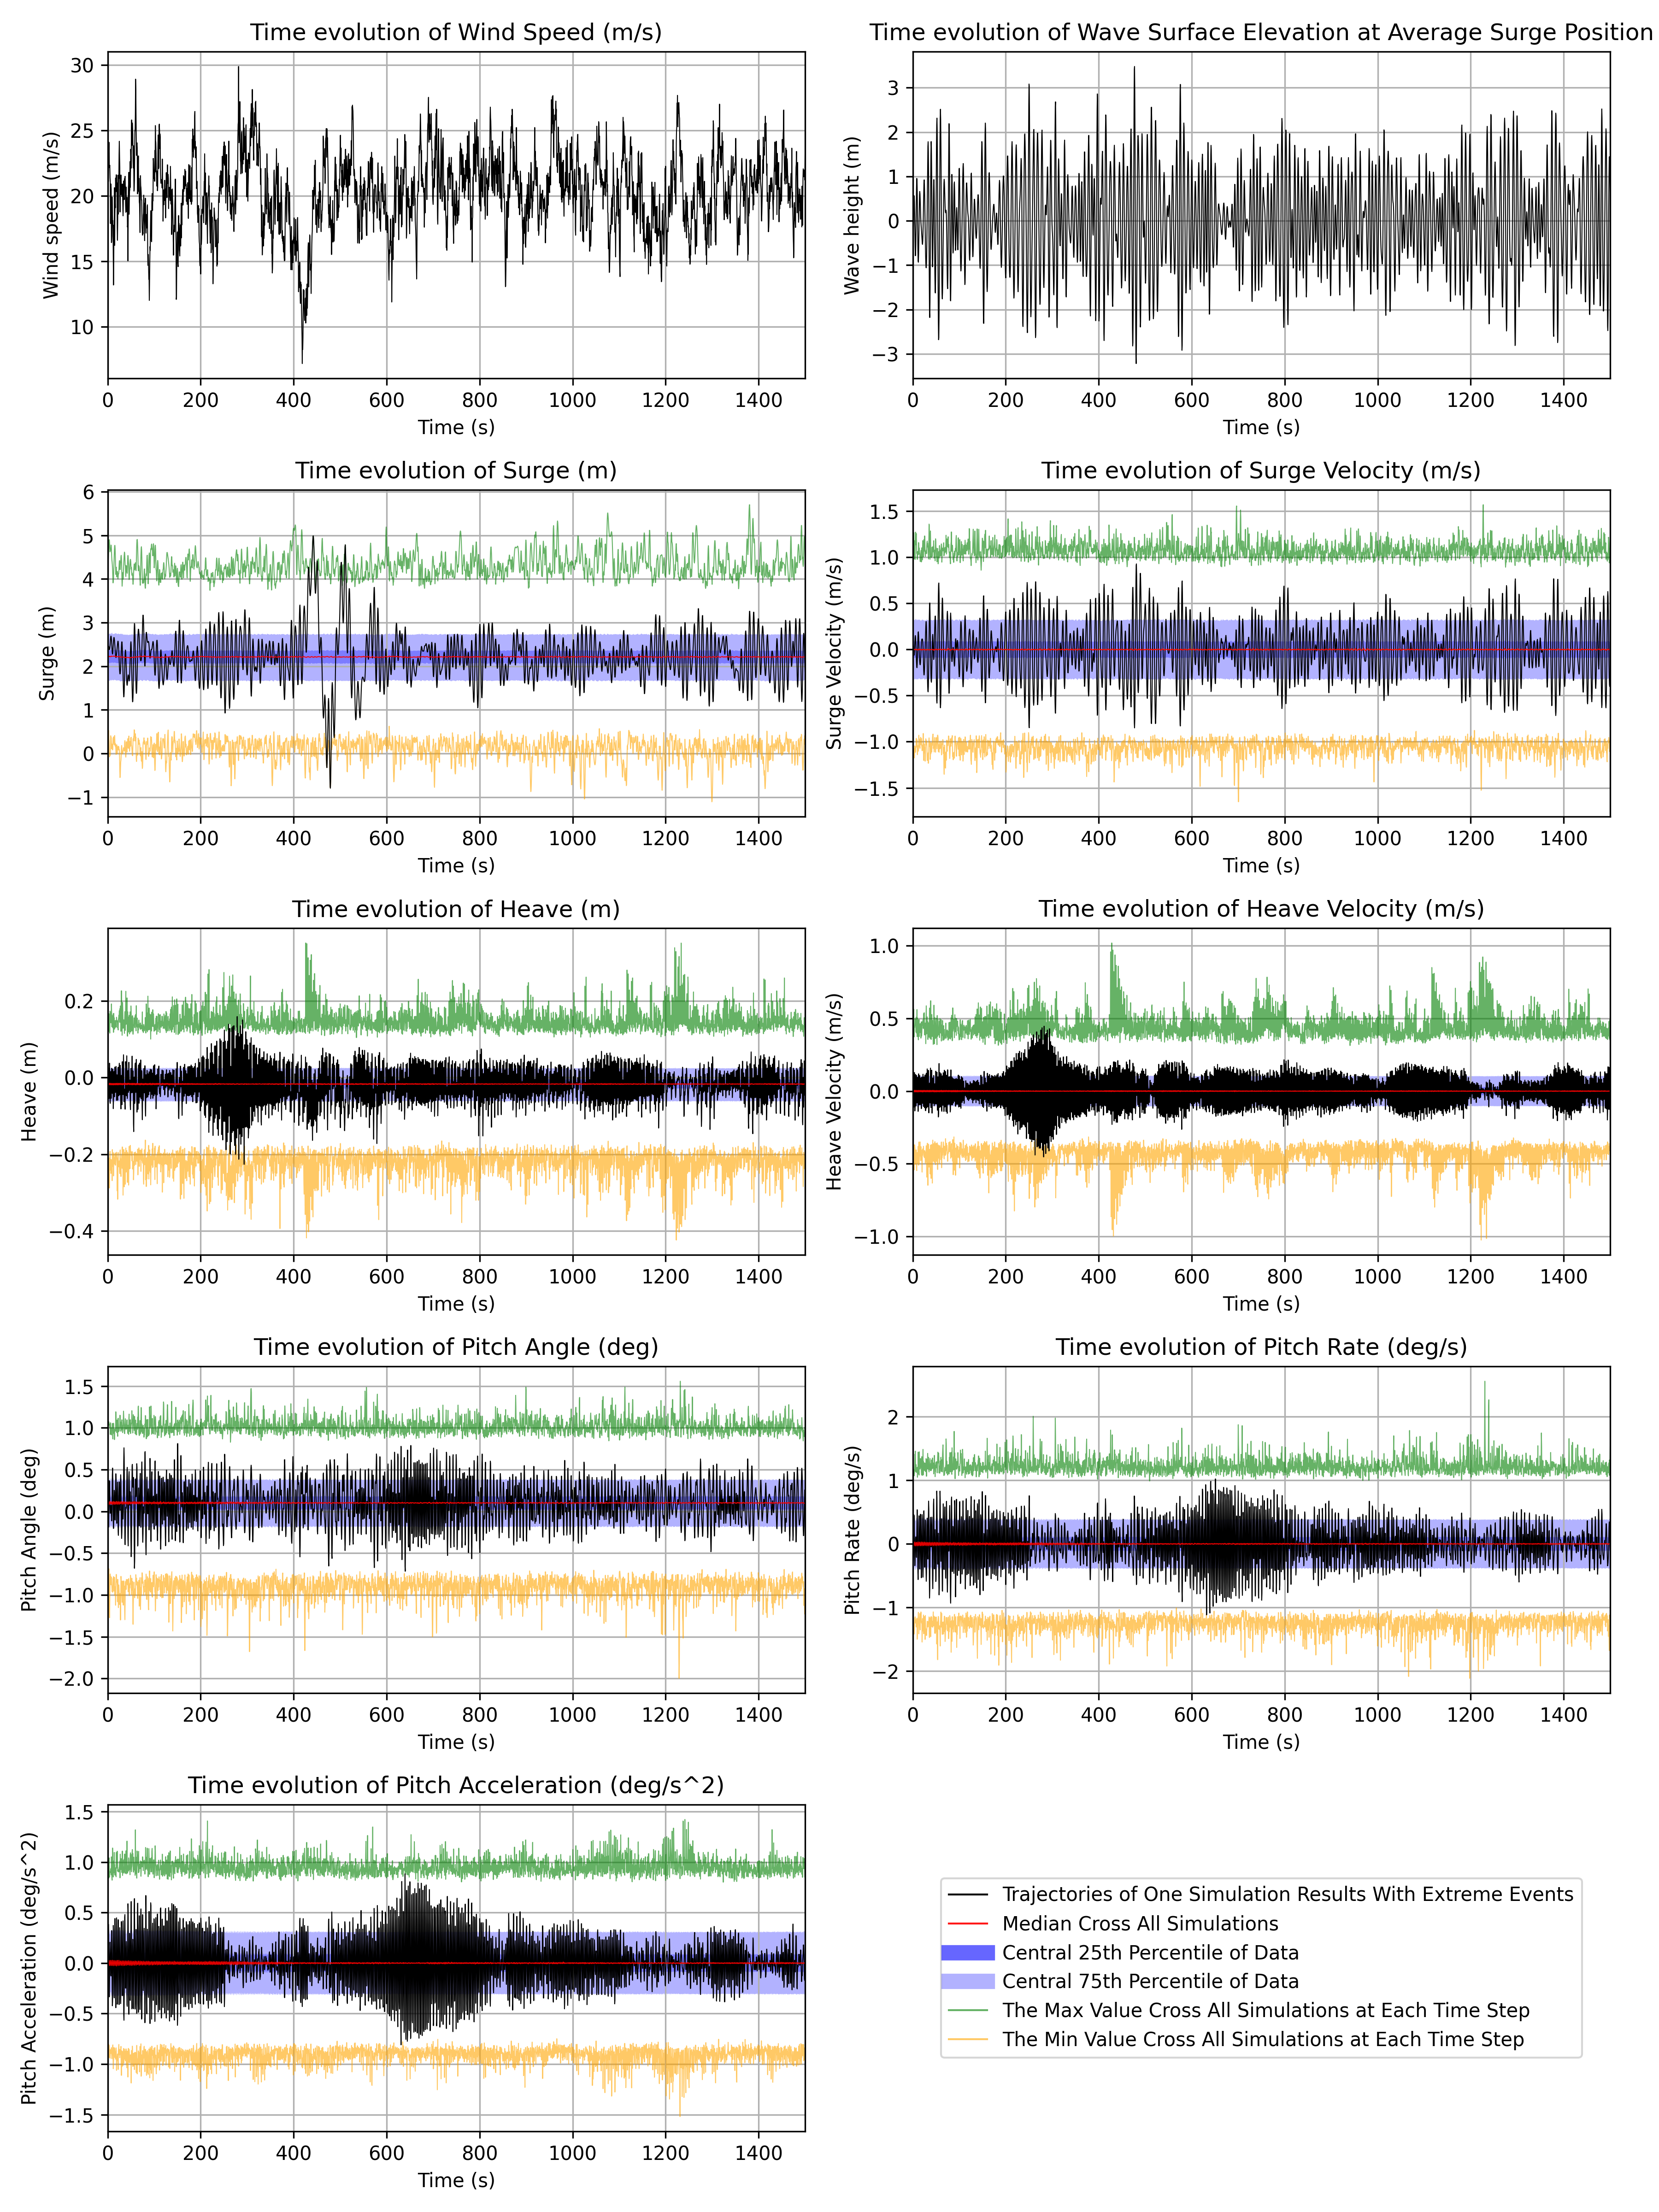 Time evolution of Wind Speed (m/s)
Wind speed (m/s)
30
25
20
15
10
0 200 400 600 800 1000 1200 1400
Time (s)
Time evolution of Wave Surface Elevation at Average Surge Position
Wave height (m)
3
2
1
0
−1
−2
−3
0 200 400 600 800 1000 1200 1400
Time (s)
Time evolution of Surge (m)
Surge (m)
6
5
4
3
2
1
0
−1
0 200 400 600 800 1000 1200 1400
Time (s)
Time evolution of Surge Velocity (m/s)
Surge Velocity (m/s)
1.5
1.0
0.5
0.0
−0.5
−1.0
−1.5
0 200 400 600 800 1000 1200 1400
Time (s)
Time evolution of Heave (m)
Heave (m)
0.2
0.0
−0.2
−0.4
0 200 400 600 800 1000 1200 1400
Time (s)
Time evolution of Heave Velocity (m/s)
Heave Velocity (m/s)
1.0
0.5
0.0
−0.5
−1.0
0 200 400 600 800 1000 1200 1400
Time (s)
Time evolution of Pitch Angle (deg)
Pitch Angle (deg)
1.5
1.0
0.5
0.0
−0.5
−1.0
−1.5
−2.0
0 200 400 600 800 1000 1200 1400
Time (s)
Time evolution of Pitch Rate (deg/s)
Pitch Rate (deg/s)
2
1
0
−1
−2
0 200 400 600 800 1000 1200 1400
Time (s)
Time evolution of Pitch Acceleration (deg/s^2)
Pitch Acceleration (deg/s^2)
1.5
1.0
0.5
0.0
−0.5
−1.0
−1.5
0 200 400 600 800 1000 1200 1400
Time (s)
Trajectories of One Simulation Results With Extreme Events
Median Cross All Simulations
Central 25th Percentile of Data
Central 75th Percentile of Data
The Max Value Cross All Simulations at Each Time Step
The Min Value Cross All Simulations at Each Time Step